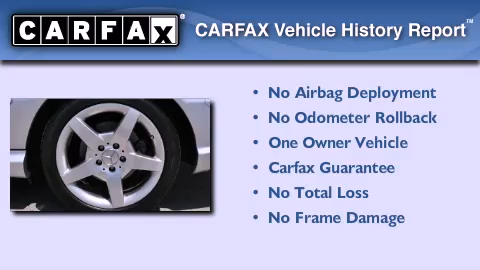 CARFAX® CARFAX Vehicle History Report™
• No Airbag Deployment
• No Odometer Rollback
• One Owner Vehicle
• Carfax Guarantee
• No Total Loss
• No Frame Damage